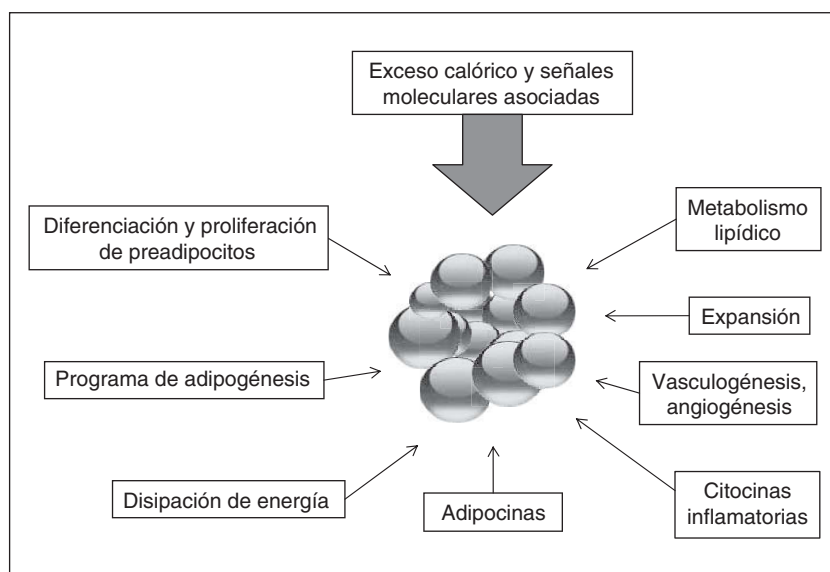 Exceso calórico y señales
moleculares asociadas
Diferenciación y proliferación
de preadipocitos
Metabolismo
lipídico
Expansión
Programa de adipogénesis
Vasculogénesis,
angiogénesis
Disipación de energía
Adipocinas
Citocinas
inflamatorias